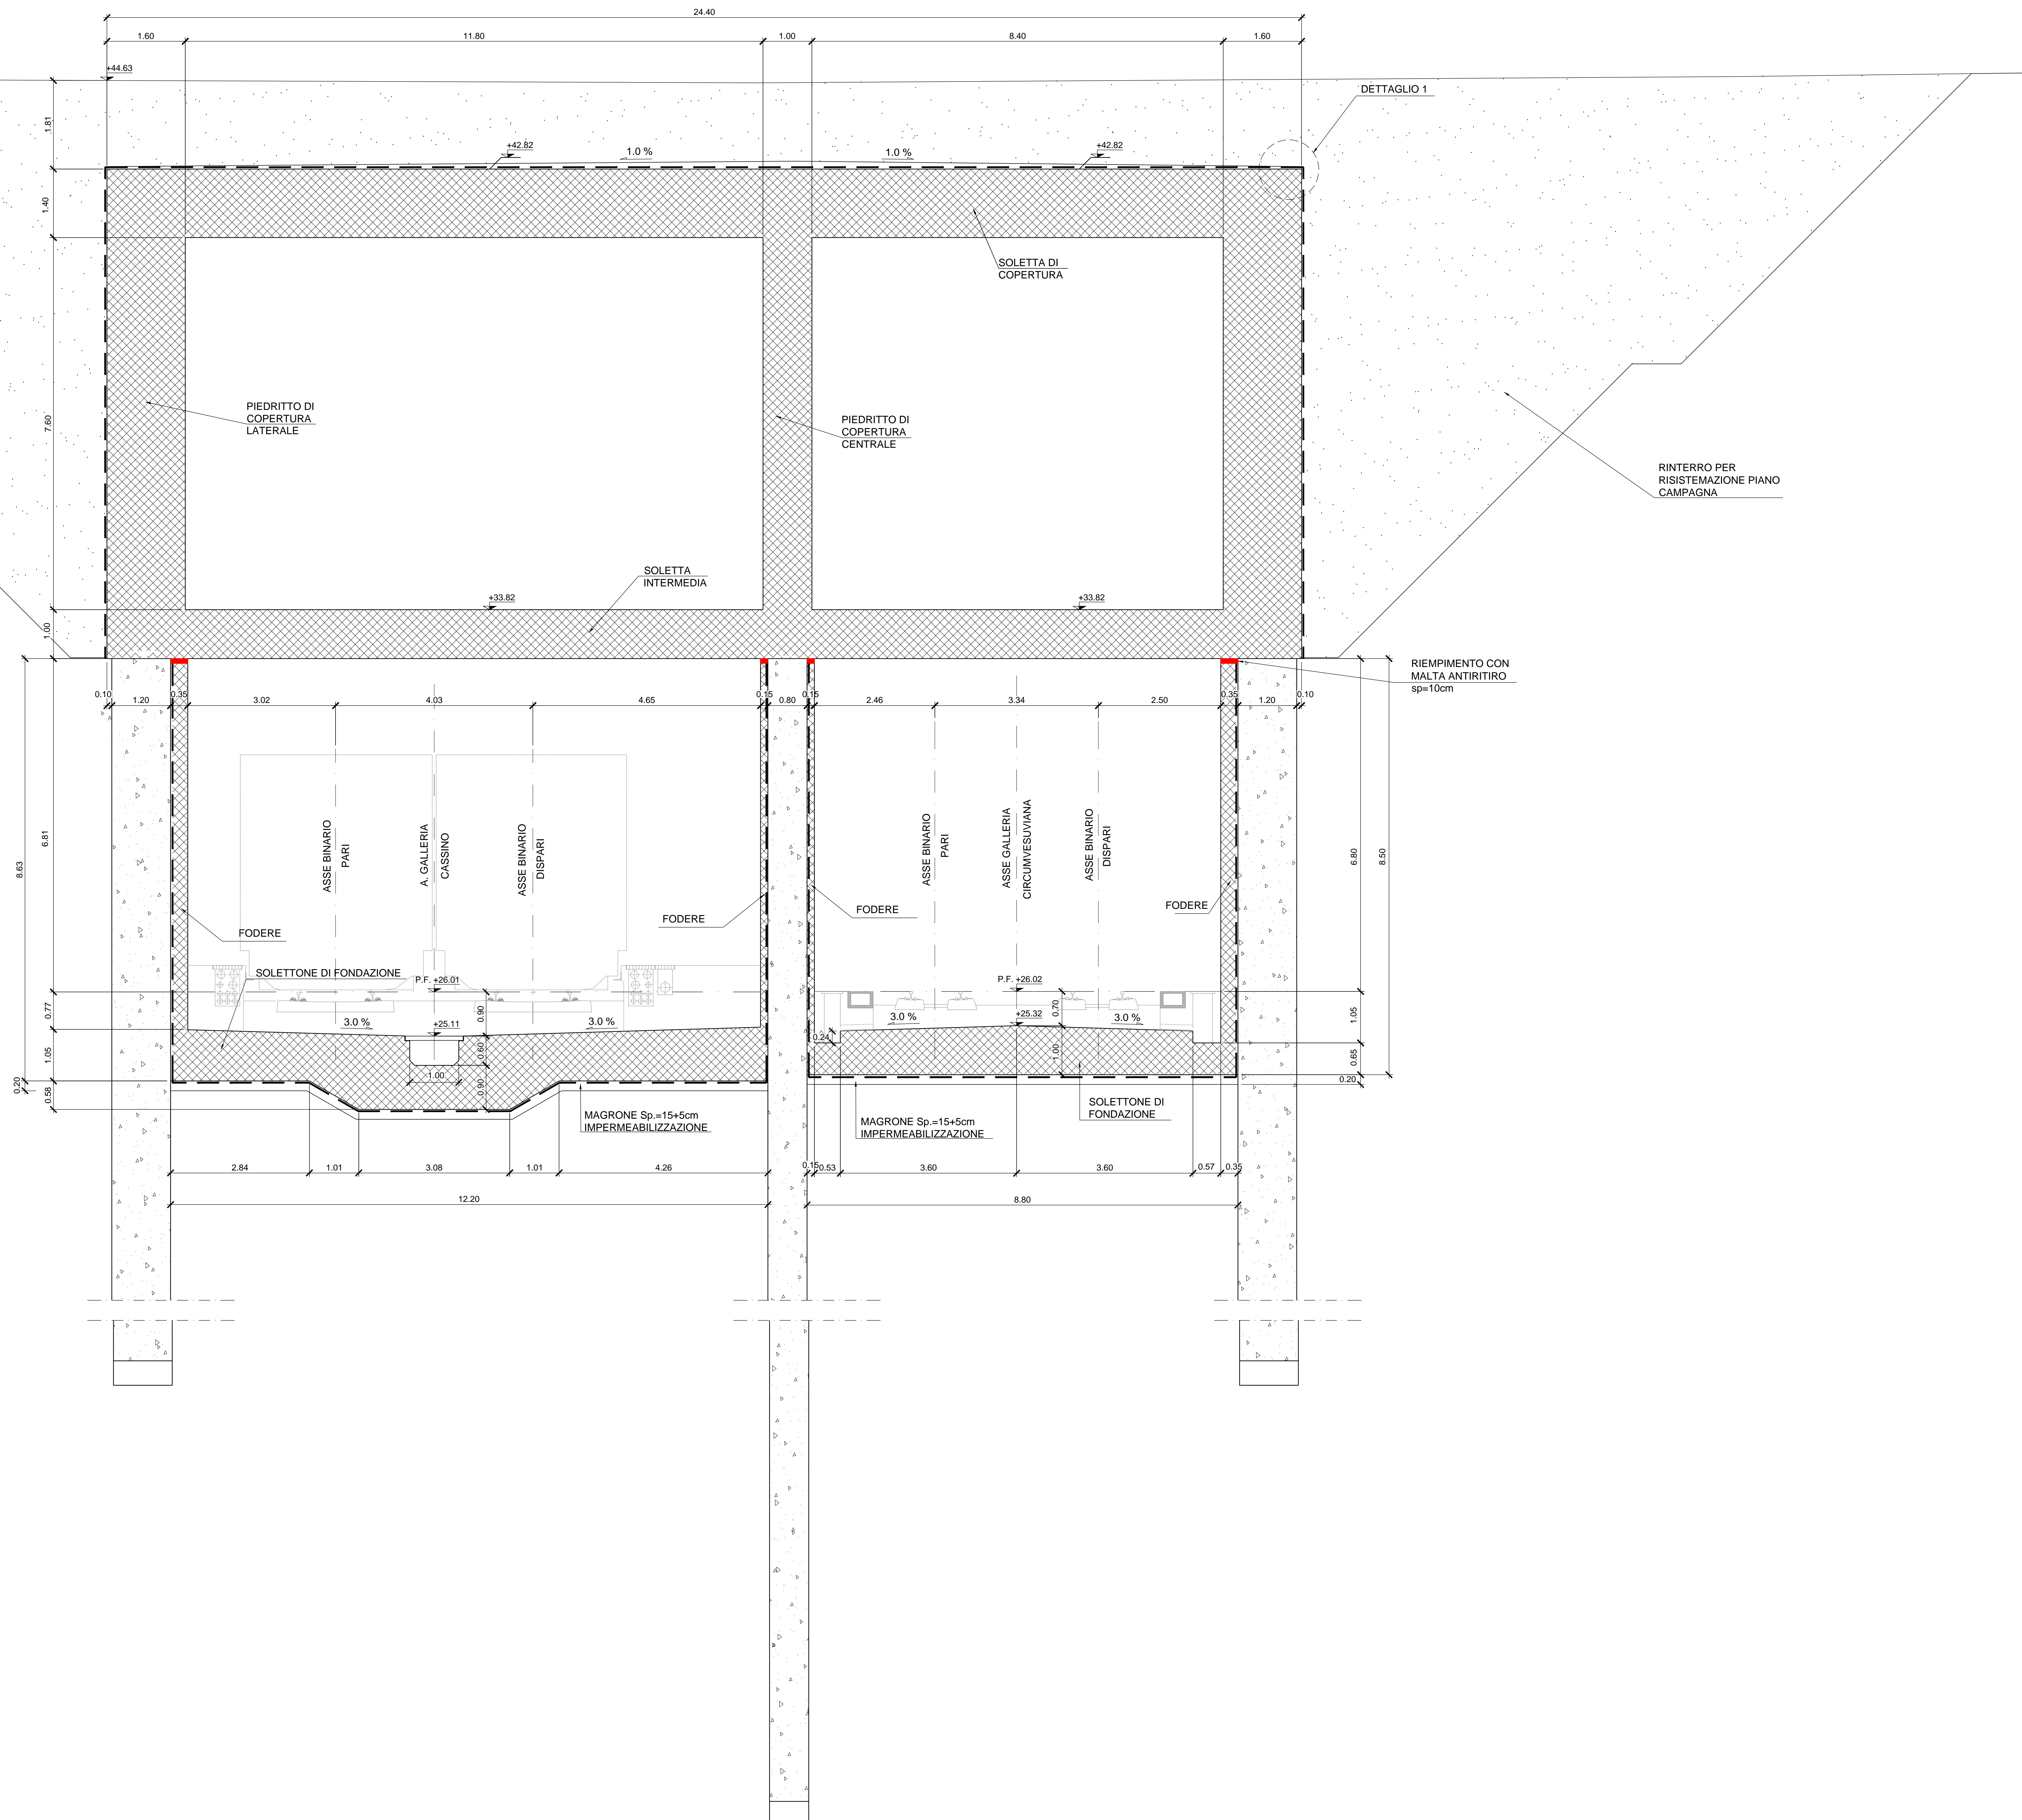 24.40
1.60
11.80
1.00
8.40
1.60
+44.63
DETTAGLIO 1
1.81
+42.82
1.0 %
1.0 %
+42.82
1.40
SOLETTA DI
COPERTURA
PIEDRITTO DI
COPERTURA
LATERALE
PIEDRITTO DI
COPERTURA
CENTRALE
7.60
RINTERRO PER
RISISTEMAZIONE PIANO
CAMPAGNA
SOLETTA
INTERMEDIA
+33.82
+33.82
1.00
RIEMPIMENTO CON
MALTA ANTIRITIRO
sp=10cm
0.10
1.20
0.35
3.02
4.03
4.65
0.15
0.80
0.15
2.46
3.34
2.50
0.35
1.20
0.10
8.63
6.81
ASSE BINARIO
PARI
A. GALLERIA
CASSINO
ASSE BINARIO
DISPARI
ASSE BINARIO
PARI
ASSE GALLERIA
CIRCUMVESUVIANA
ASSE BINARIO
DISPARI
6.80
8.50
FODERE
FODERE
FODERE
FODERE
SOLETTONE DI FONDAZIONE
P.F. +26.01
P.F. +26.02
0.77
0.90
0.70
1.05
3.0 %
+25.11
3.0 %
3.0 %
+25.32
3.0 %
0.24
1.05
0.60
1.00
0.65
1.00
0.20
0.58
0.90
0.20
MAGRONE Sp.=15+5cm
IMPERMEABILIZZAZIONE
MAGRONE Sp.=15+5cm
IMPERMEABILIZZAZIONE
SOLETTONE DI
FONDAZIONE
2.84
1.01
3.08
1.01
4.26
0.15
0.53
3.60
3.60
0.57
0.35
12.20
8.80